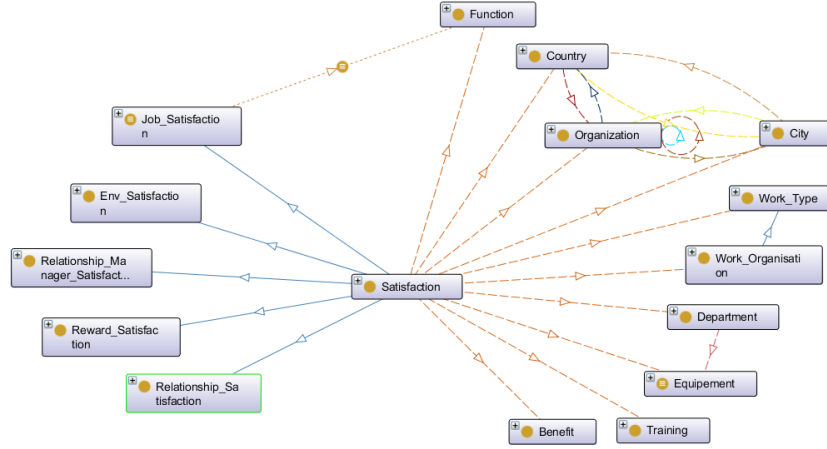 Function
Country
Job_Satisfactio
n
Organization
City
Env_Satisfaction
n
Work_Type
Relationship_Ma
nager_Satisfact...
Work_Organisati
on
Satisfaction
Department
Reward_Satisfac
tion
Relationship_Sa
tisfaction
Equipement
Benefit
Training